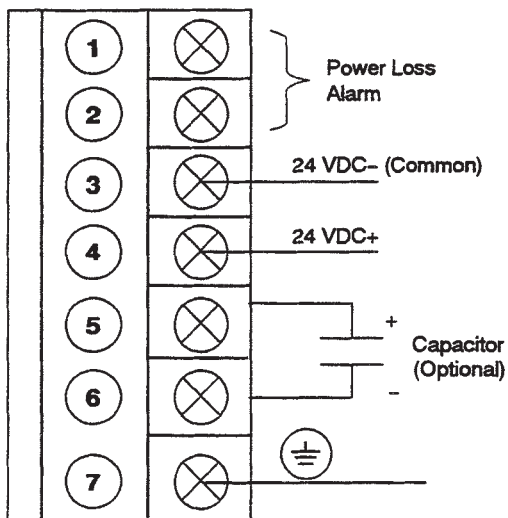 1
Power Loss
Alarm
2
24 VDC- (Common)
3
24 VDC+
4
5
+
Capacitor
(Optional)
6
-
7